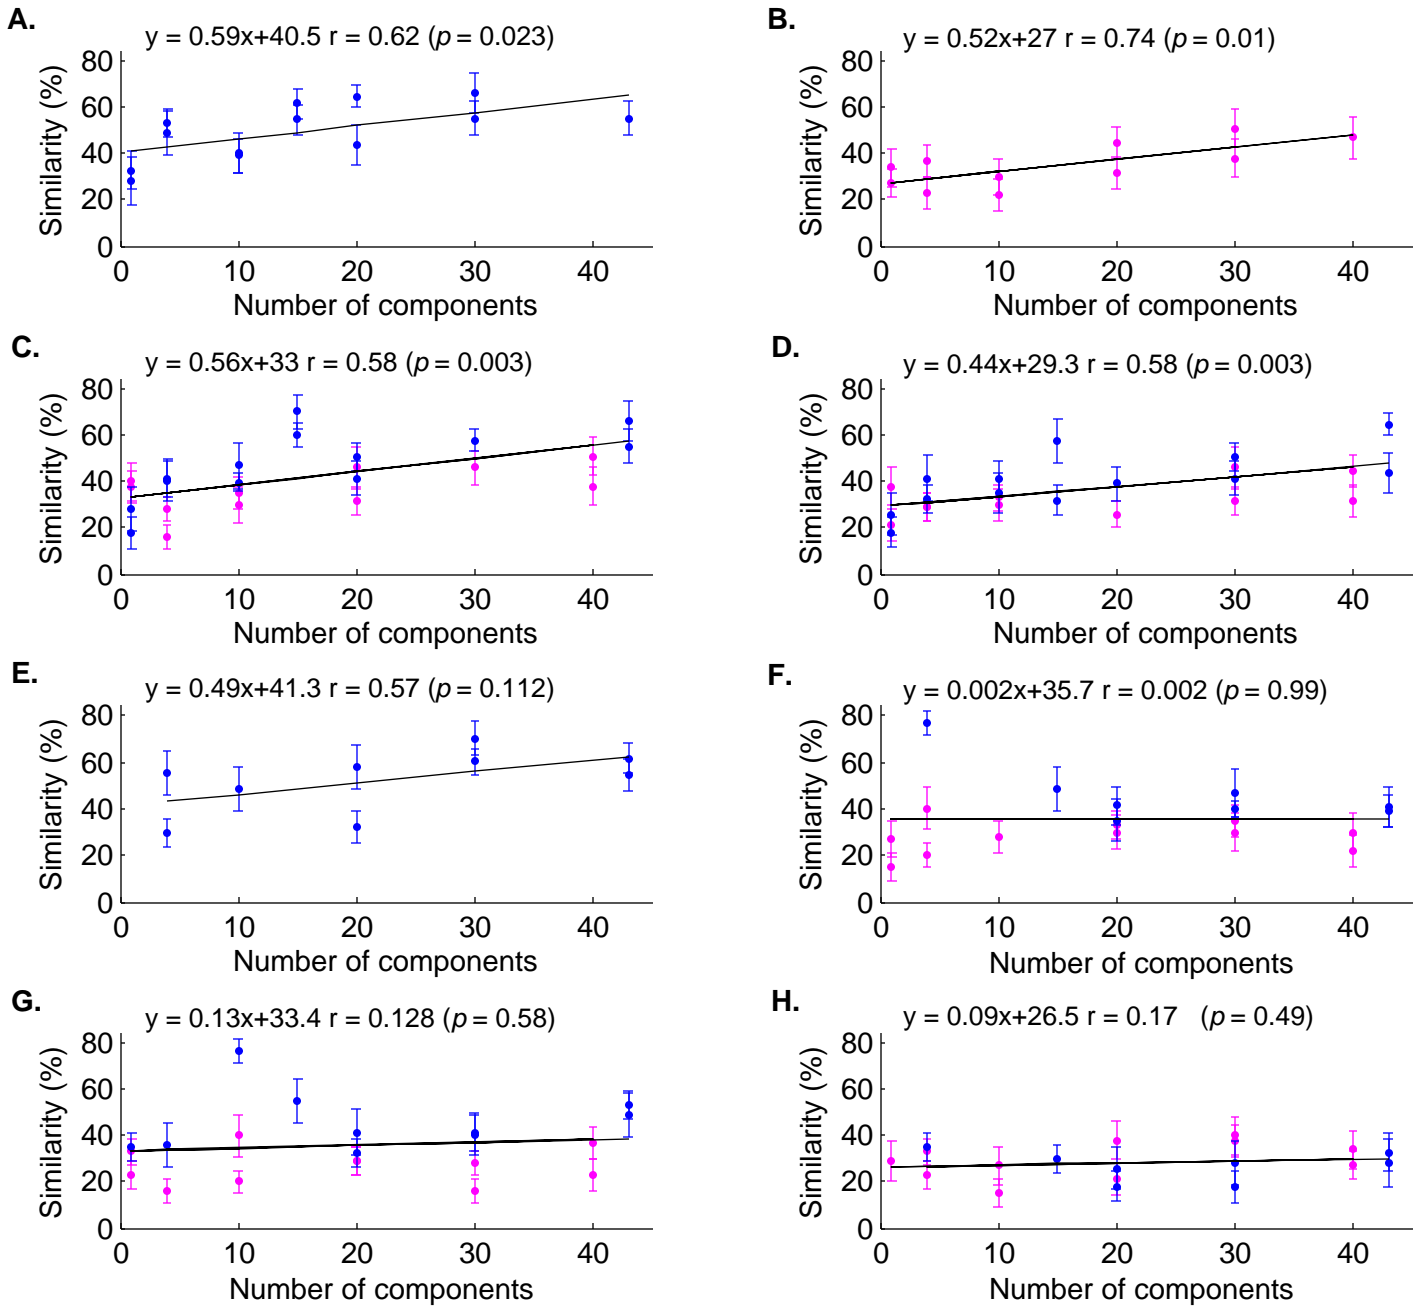 A.
y = 0.59x+40.5 r = 0.62 (p = 0.023)
Similarity (%)
80
60
40
20
0
0 10 20 30 40
Number of components
B.
y = 0.52x+27 r = 0.74 (p = 0.01)
Similarity (%)
80
60
40
20
0
0 10 20 30 40
Number of components
C.
y = 0.56x+33 r = 0.58 (p = 0.003)
Similarity (%)
80
60
40
20
0
0 10 20 30 40
Number of components
D.
y = 0.44x+29.3 r = 0.58 (p = 0.003)
Similarity (%)
80
60
40
20
0
0 10 20 30 40
Number of components
E.
y = 0.49x+41.3 r = 0.57 (p = 0.112)
Similarity (%)
80
60
40
20
0
0 10 20 30 40
Number of components
F.
y = 0.002x+35.7 r = 0.002 (p = 0.99)
Similarity (%)
80
60
40
20
0
0 10 20 30 40
Number of components
G.
y = 0.13x+33.4 r = 0.128 (p = 0.58)
Similarity (%)
80
60
40
20
0
0 10 20 30 40
Number of components
H.
y = 0.09x+26.5 r = 0.17 (p = 0.49)
Similarity (%)
80
60
40
20
0
0 10 20 30 40
Number of components